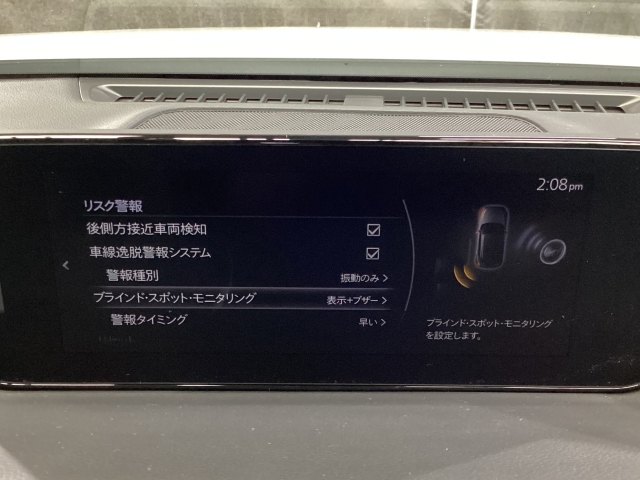 2:08pm
リスク警報
後側方接近車両検知
車線逸脱警報システム
警報種別 振動のみ
ブラインド・スポット・モニタリング 表示+ブザー
警報タイミング 早い
ブラインド・スポット・モニタリング
を設定します。